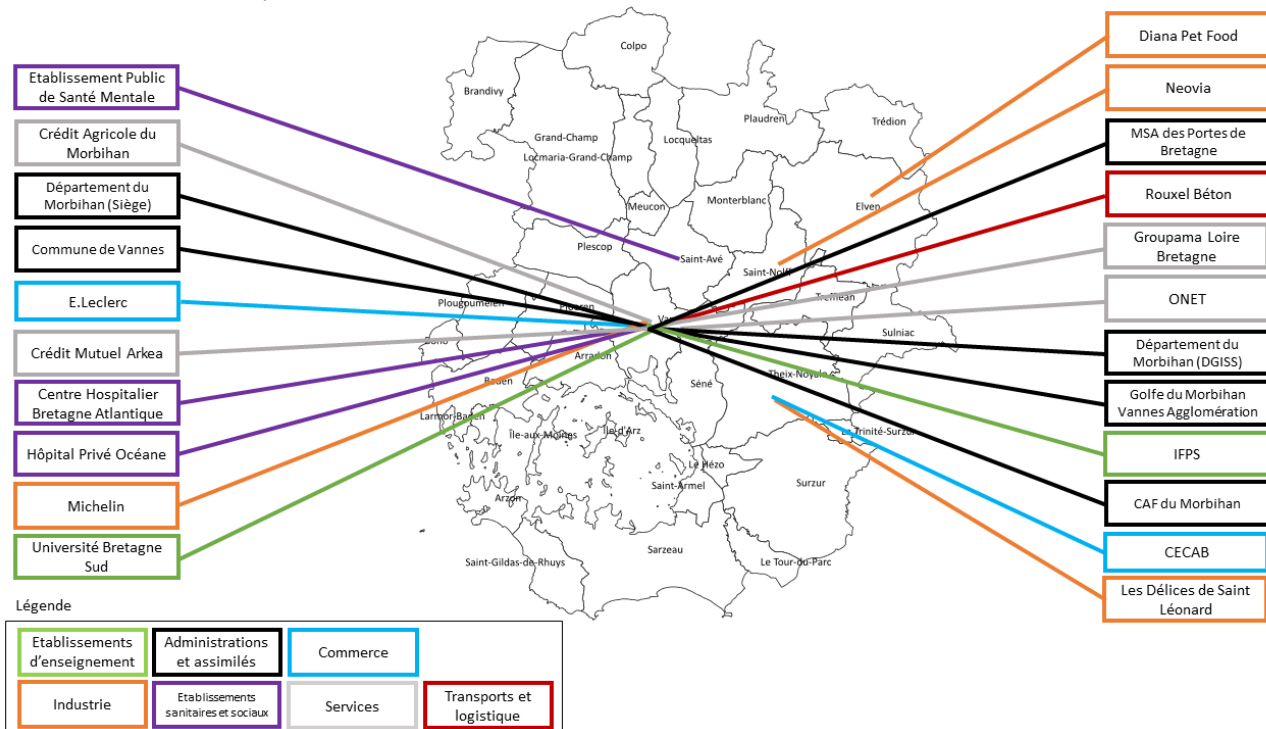 Etablissement Public
de Santé Mentale
Crédit Agricole du
Morbihan
Département du
Morbihan (Siège)
Commune de Vannes
E.Leclerc
Crédit Mutuel Arkea
Centre Hospitalier
Bretagne Atlantique
Hôpital Privé Océane
Michelin
Université Bretagne
Sud
Colpo
Brandivy
Plaudren
Trédion
Grand-Champ
Locqueltas
Locmaria-Grand-Champ
Meucon
Monterblanc
Elven
Plescop
Saint-Avé
Saint-Nolff
Treffléan
Plougoumelen
Ploeren
Sulniac
Arradon
Theix-Noyalo
Baden
Séné
Larmor-Baden
Île-aux-Moines
Île-d'Arz
La Trinité-Surzur
Le Hézo
Saint-Armel
Surzur
Arzon
Sarzeau
Saint-Gildas-de-Rhuys
Le Tour-du-Parc
Diana Pet Food
Neovia
MSA des Portes de
Bretagne
Rouxel Béton
Groupama Loire
Bretagne
ONET
Département du
Morbihan (DGISS)
Golfe du Morbihan
Vannes Agglomération
IFPS
CAF du Morbihan
CECAB
Les Délices de Saint
Léonard
Légende
Etablissements
d'enseignement
Administrations
et assimilés
Commerce
Industrie
Etablissements
sanitaires et sociaux
Services
Transports et
logistique